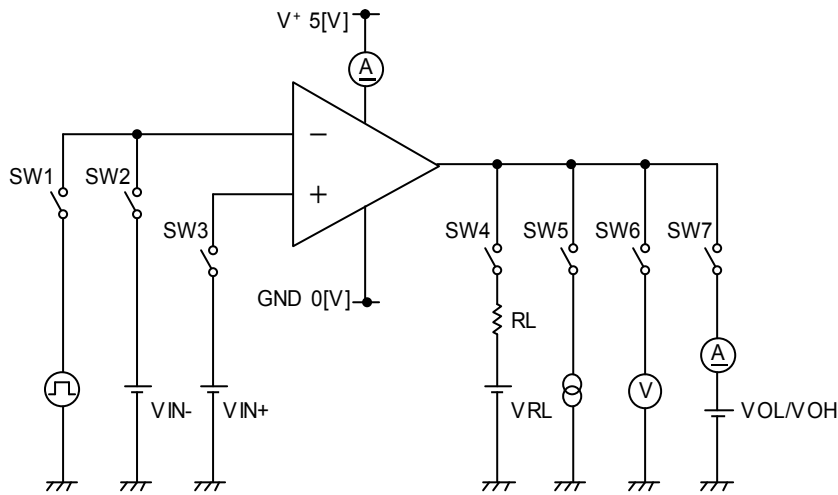 V⁺ 5[V]
A
−
+
SW1
SW2
SW3
SW4
SW5
SW6
SW7
GND 0[V]
RL
A
VIN-
VIN+
VRL
V
VOL/VOH